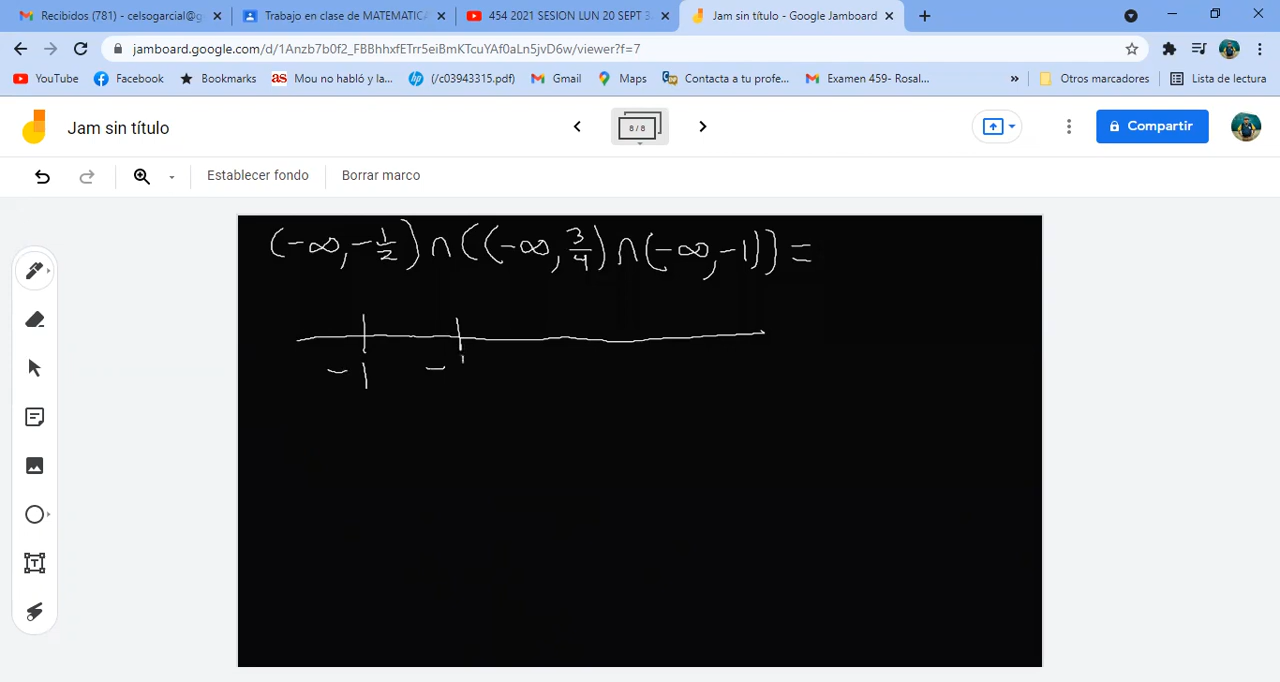 Recibidos (781) - celsogarcial@g
Trabajo en clase de MATEMATICA
454 2021 SESION LUN 20 SEPT 3.
Jam sin título - Google Jamboard
jamboard.google.com/d/1Anzb7b0f2_FBBhhxfETrr5eiBmKTcuYAf0aLn5jvD6w/viewer?f=7
YouTube
Facebook
Bookmarks
as Mou no habló y la...
(/c03943315.pdf)
Gmail
Maps
Contacta a tu profe...
Examen 459- Rosal...
»
Otros marcadores
Lista de lectura
Jam sin título
8 / 8
Compartir
Establecer fondo
Borrar marco
(-∞, -1/2) ∩ ((-∞, 3/4) ∩ (-∞, -1)) =
-1 -